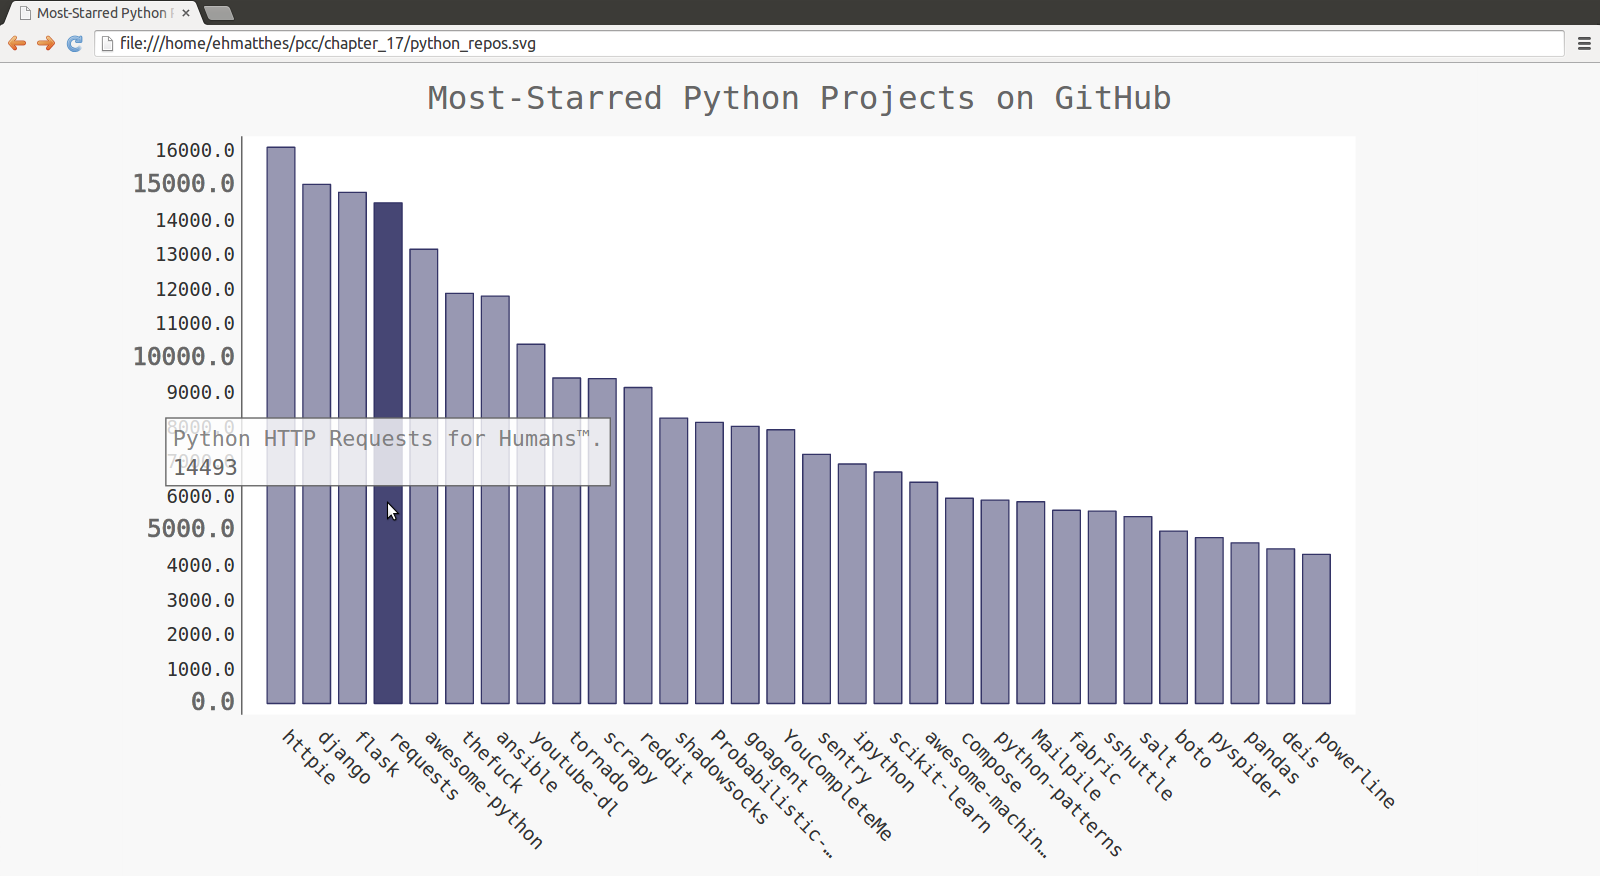 Most-Starred Python
file:///home/ehmatthes/pcc/chapter_17/python_repos.svg
Most-Starred Python Projects on GitHub
16000.0
15000.0
14000.0
13000.0
12000.0
11000.0
10000.0
9000.0
8000.0
Python HTTP Requests for Humans™.
7000.0
14493
6000.0
5000.0
4000.0
3000.0
2000.0
1000.0
0.0
httpie
django
flask
requests
awesome-python
thefuck
ansible
youtube-dl
tornado
scrapy
reddit
shadowsocks
Probabilistic-…
goagent
YouCompleteMe
sentry
ipython
scikit-learn
awesome-machin…
compose
python-patterns
Mailpile
fabric
sshuttle
salt
boto
pyspider
pandas
deis
powerline